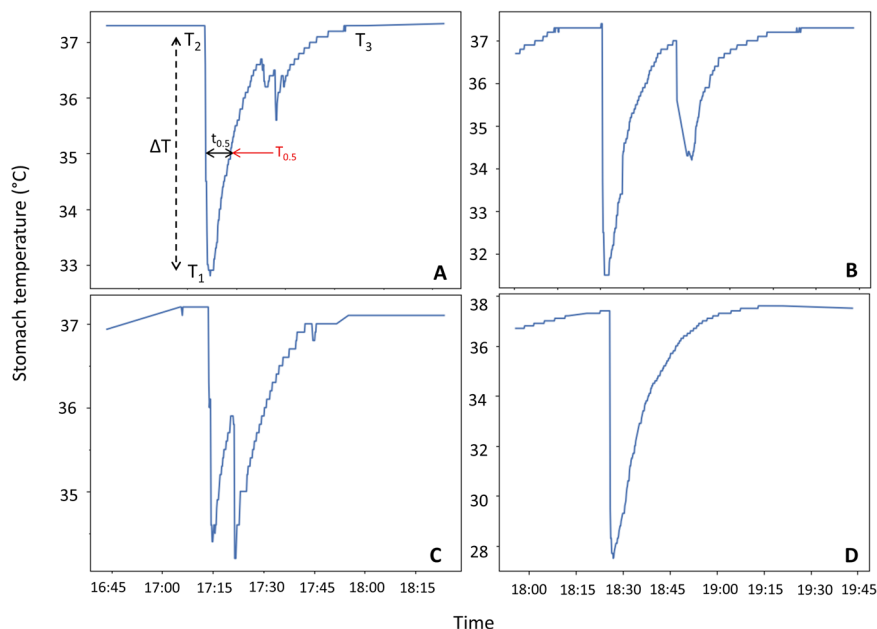 Stomach temperature (°C)
37
36
35
34
33
T₂
T₃
ΔT
t₀.₅
T₀.₅
T₁
A
37
36
35
34
33
32
31
B
37
36
35
C
16:45 17:00 17:15 17:30 17:45 18:00 18:15
38
36
34
32
30
28
D
18:00 18:15 18:30 18:45 19:00 19:15 19:30 19:45
Time